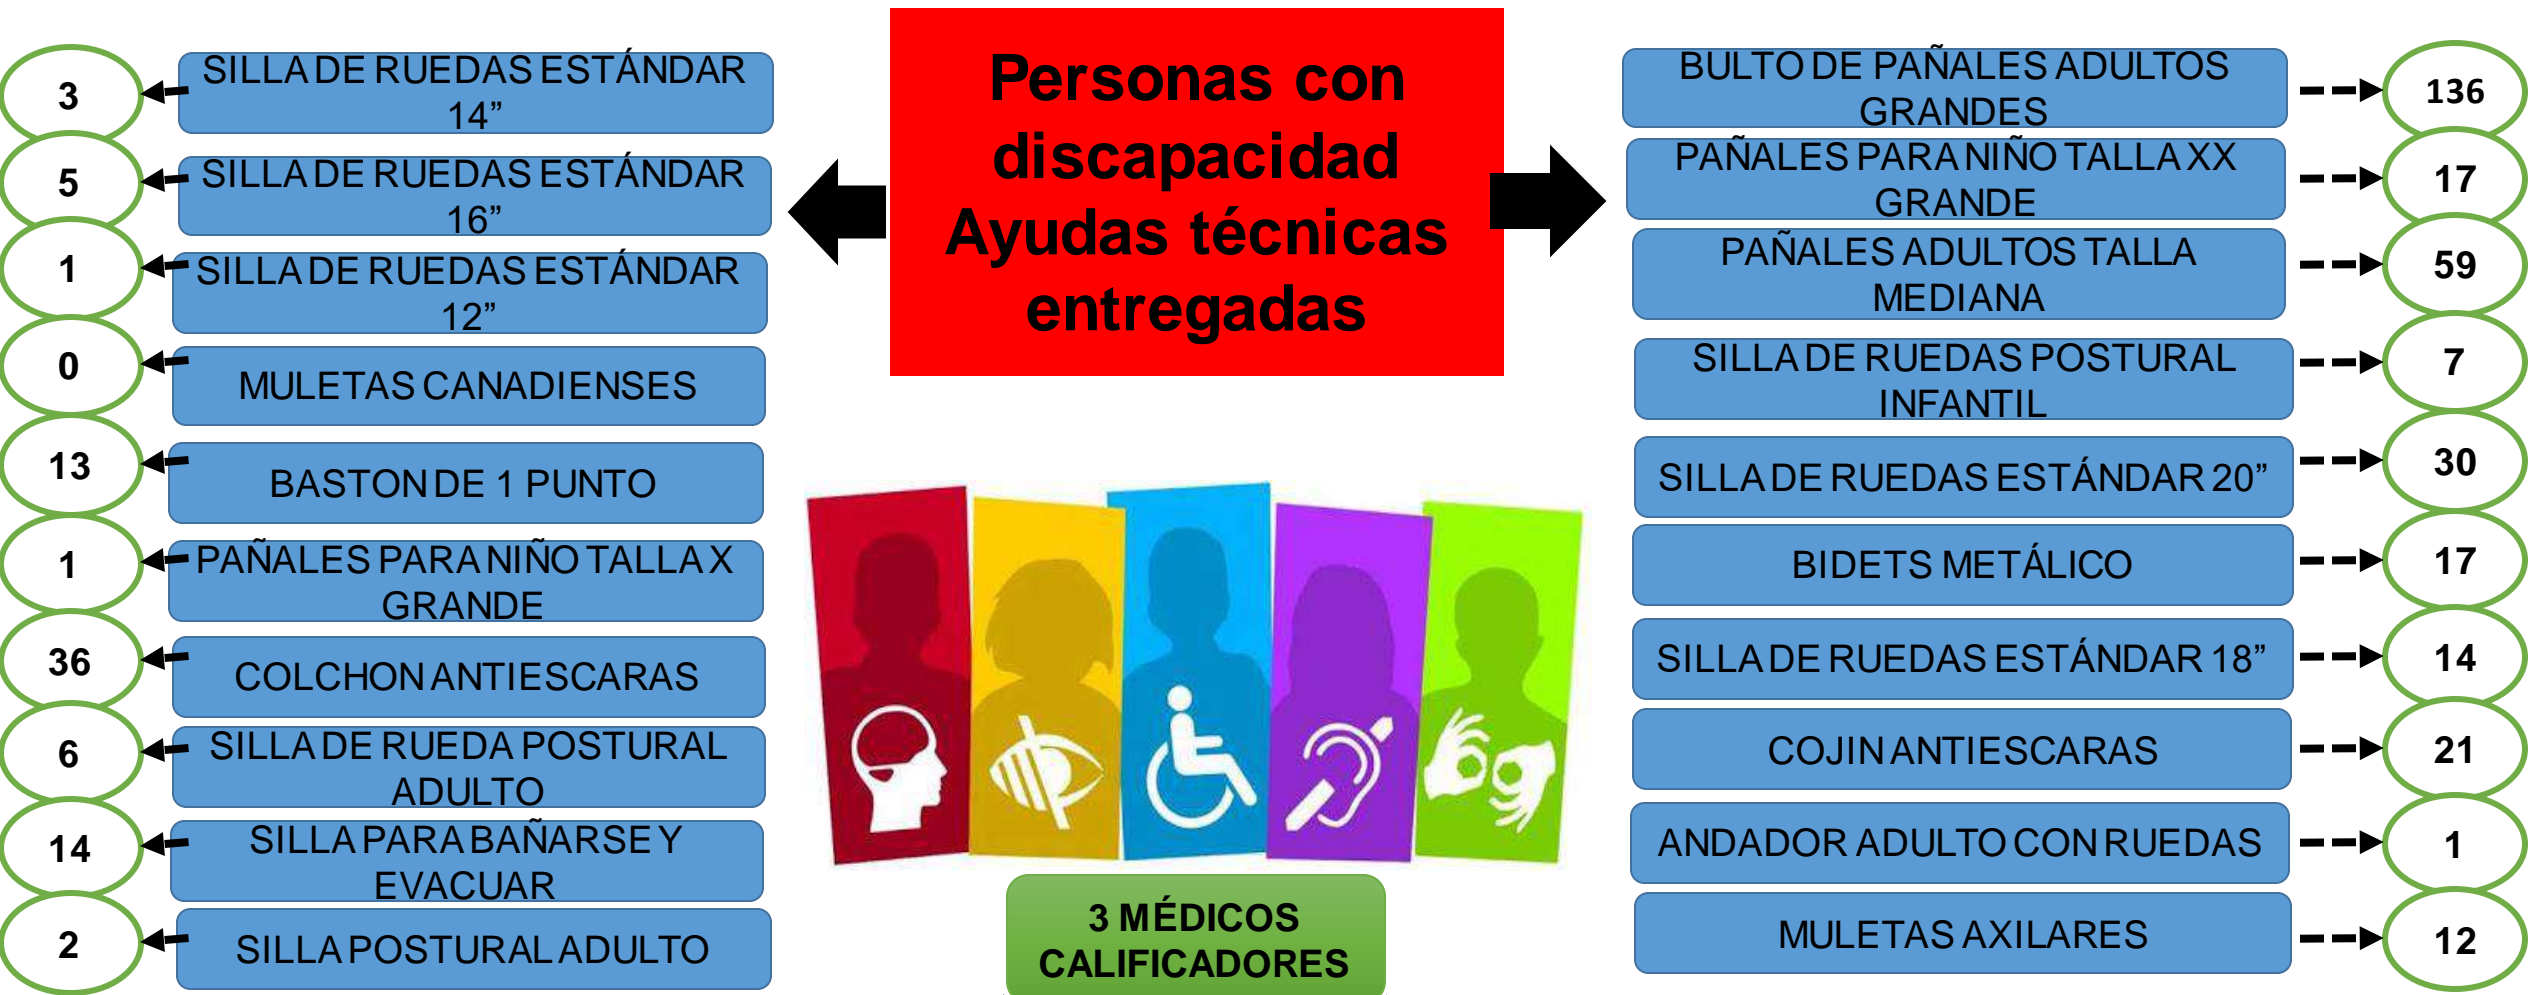 3
SILLA DE RUEDAS ESTÁNDAR
14”
5
SILLA DE RUEDAS ESTÁNDAR
16”
1
SILLA DE RUEDAS ESTÁNDAR
12”
0
MULETAS CANADIENSES
13
BASTON DE 1 PUNTO
1
PAÑALES PARA NIÑO TALLA X
GRANDE
36
COLCHON ANTIESCARAS
6
SILLA DE RUEDA POSTURAL
ADULTO
14
SILLA PARA BAÑARSE Y
EVACUAR
2
SILLA POSTURAL ADULTO
Personas con
discapacidad
Ayudas técnicas
entregadas
3 MÉDICOS
CALIFICADORES
BULTO DE PAÑALES ADULTOS
GRANDES
136
PAÑALES PARA NIÑO TALLA XX
GRANDE
17
PAÑALES ADULTOS TALLA
MEDIANA
59
SILLA DE RUEDAS POSTURAL
INFANTIL
7
SILLA DE RUEDAS ESTÁNDAR 20”
30
BIDETS METÁLICO
17
SILLA DE RUEDAS ESTÁNDAR 18”
14
COJIN ANTIESCARAS
21
ANDADOR ADULTO CON RUEDAS
1
MULETAS AXILARES
12